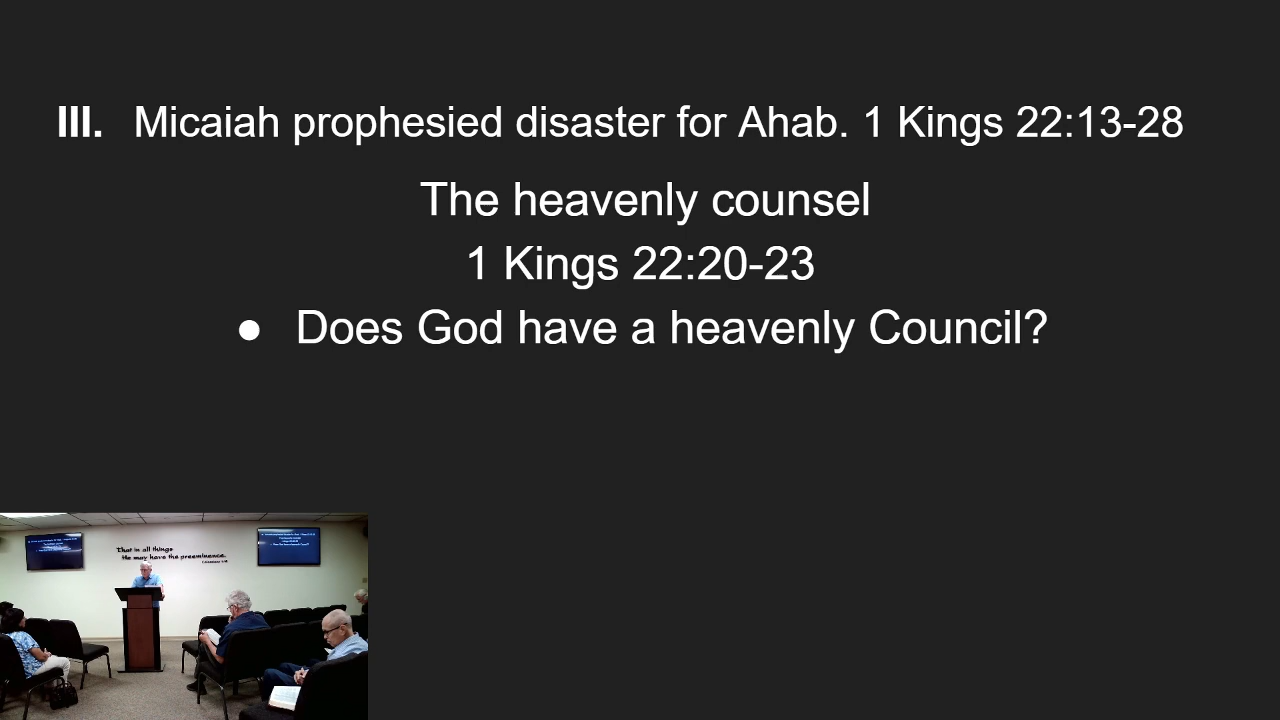 III. Micaiah prophesied disaster for Ahab. 1 Kings 22:13-28
The heavenly counsel
1 Kings 22:20-23
● Does God have a heavenly Council?
That in all things
He may have the preeminence.